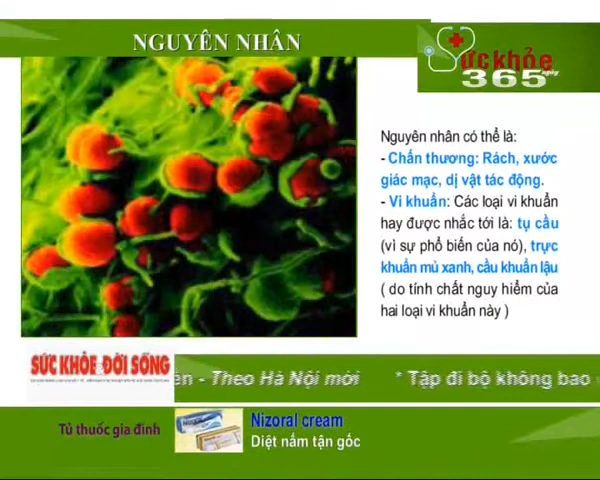 NGUYÊN NHÂN
Sức khỏe
365 ngày
Nguyên nhân có thể là:
- Chấn thương: Rách, xước
giác mạc, dị vật tác động.
- Vi khuẩn: Các loại vi khuẩn
hay được nhắc tới là: tụ cầu
(vì sự phổ biến của nó), trực
khuẩn mủ xanh, cầu khuẩn lậu
( do tính chất nguy hiểm của
hai loại vi khuẩn này )
SỨC KHỎE ĐỜI SỐNG
- Theo Hà Nội mới * Tập đi bộ không bao
Tủ thuốc gia đình
Nizoral cream
Diệt nấm tận gốc